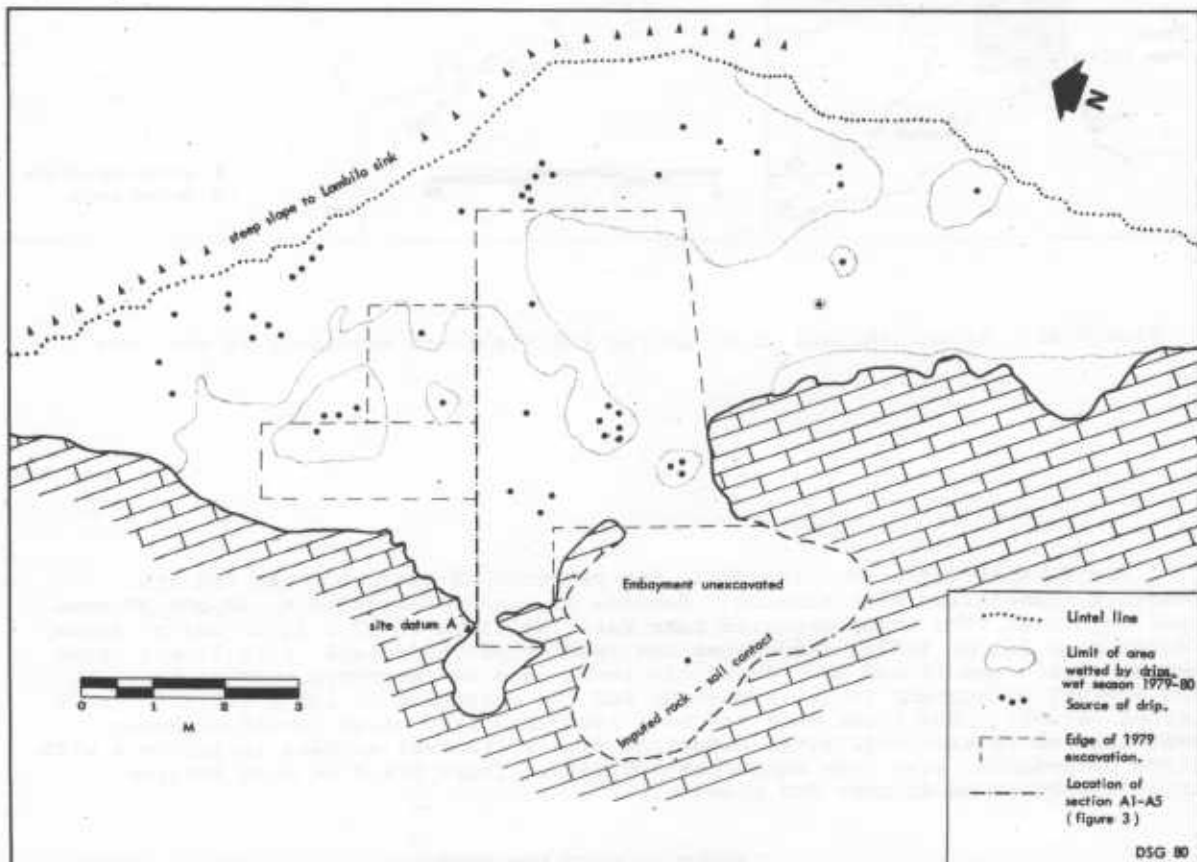 N
steep slope to Lambilo sink
Embayment unexcavated
site datum A
Imputed rock - soil contact
0 1 2 3
M
Lintel line
Limit of area
wetted by drips,
wet season 1979-80
Source of drip.
Edge of 1979
excavation.
Location of
section A1-A5
(figure 3)
DSG 80